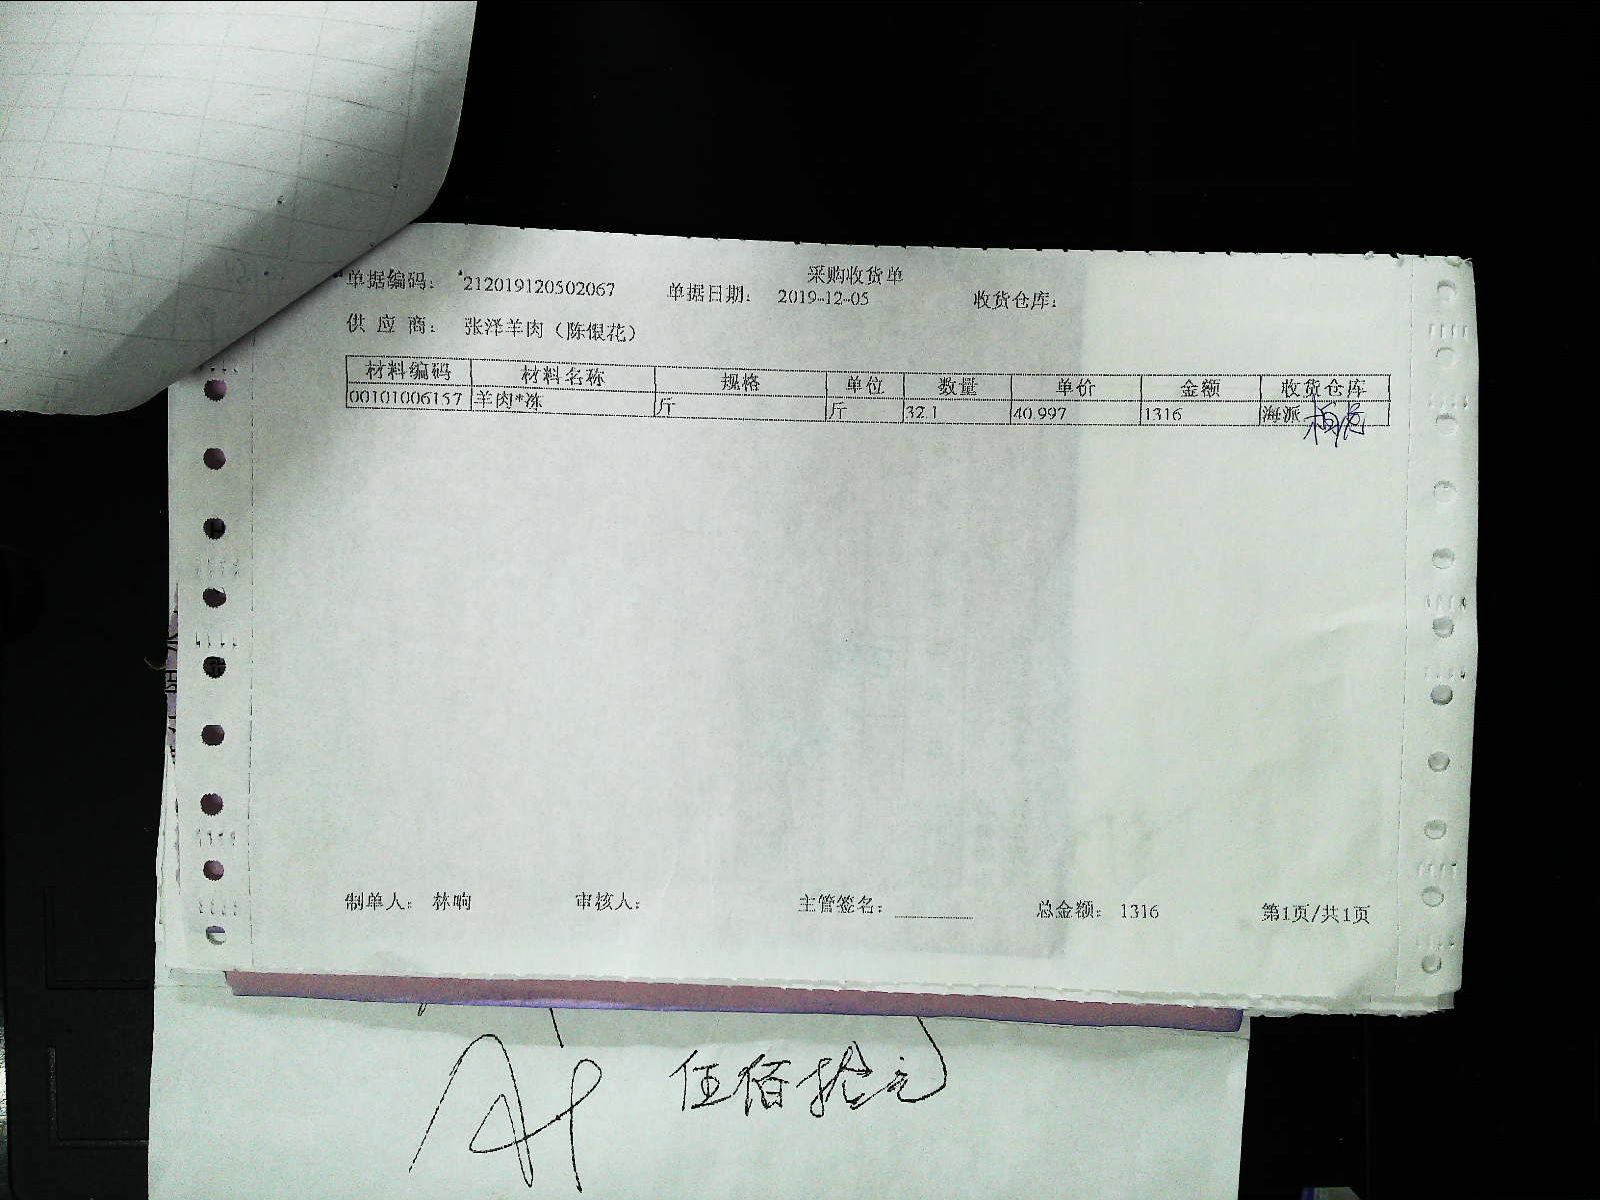 采购收货单
单据编码： 212019120502067 单据日期： 2019-12-05 收货仓库：
供 应 商： 张泽羊肉（陈银花）
材料编码 材料名称 规格 单位 数量 单价 金额 收货仓库
00101006157 羊肉*冻 斤 斤 32.1 40.997 1316 海派
制单人： 林响 审核人： 主管签名： 总金额： 1316 第1页/共1页
伍佰拾元